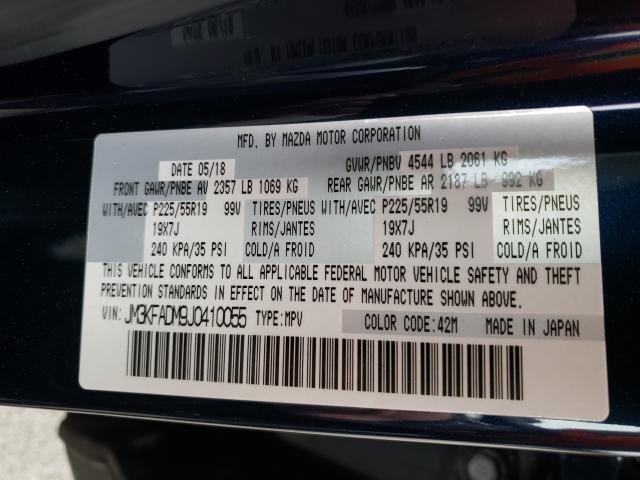 MFD. BY MAZDA MOTOR CORPORATION
DATE 05/18 GVWR/PNBV 4544 LB 2061 KG
FRONT GAWR/PNBE AV 2357 LB 1069 KG REAR GAWR/PNBE AR 2187 LB 992 KG
WITH/AVEC P225/55R19 99V TIRES/PNEUS WITH/AVEC P225/55R19 99V TIRES/PNEUS
19X7J RIMS/JANTES 19X7J RIMS/JANTES
240 KPA/35 PSI COLD/A FROID 240 KPA/35 PSI COLD/A FROID
THIS VEHICLE CONFORMS TO ALL APPLICABLE FEDERAL MOTOR VEHICLE SAFETY AND THEFT
PREVENTION STANDARDS IN EFFECT ON THE DATE OF MANUFACTURE SHOWN ABOVE.
VIN: JM3KFADM9J0410055 TYPE:MPV COLOR CODE:42M MADE IN JAPAN